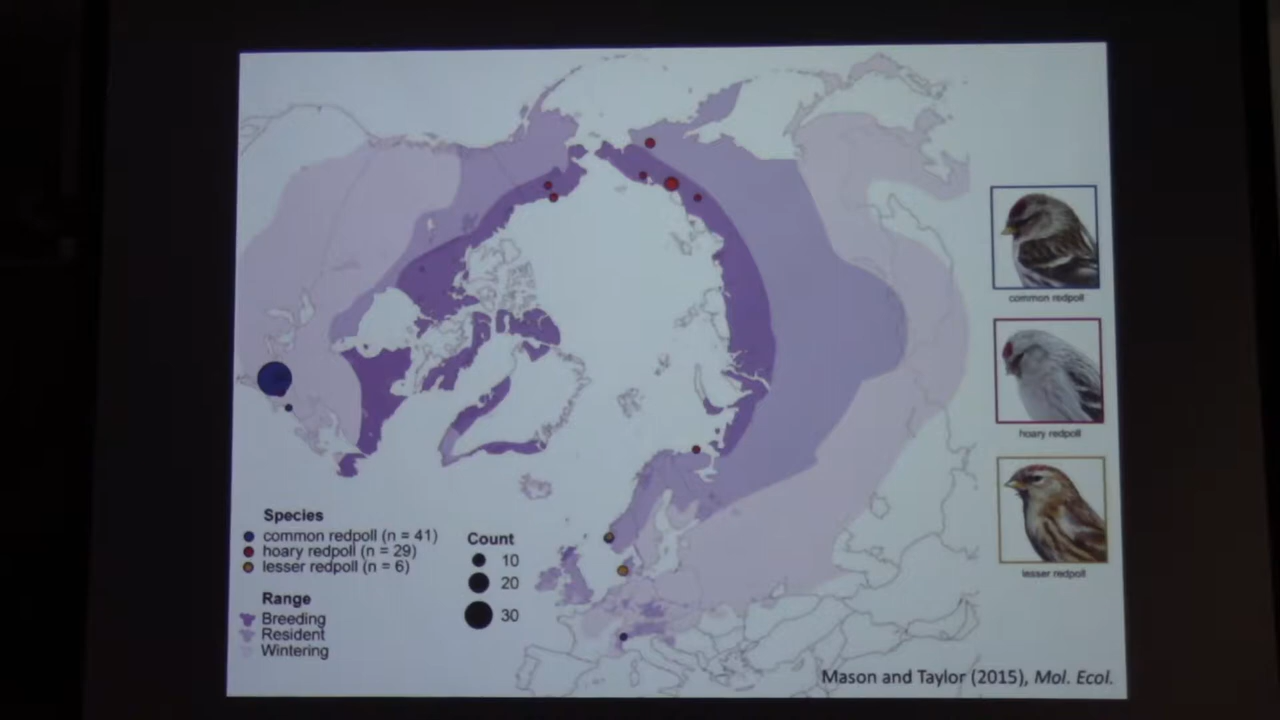 common redpoll
hoary redpoll
lesser redpoll
Species
common redpoll (n = 41)
hoary redpoll (n = 29)
lesser redpoll (n = 6)
Range
Breeding
Resident
Wintering
Count
10
20
30
Mason and Taylor (2015), Mol. Ecol.